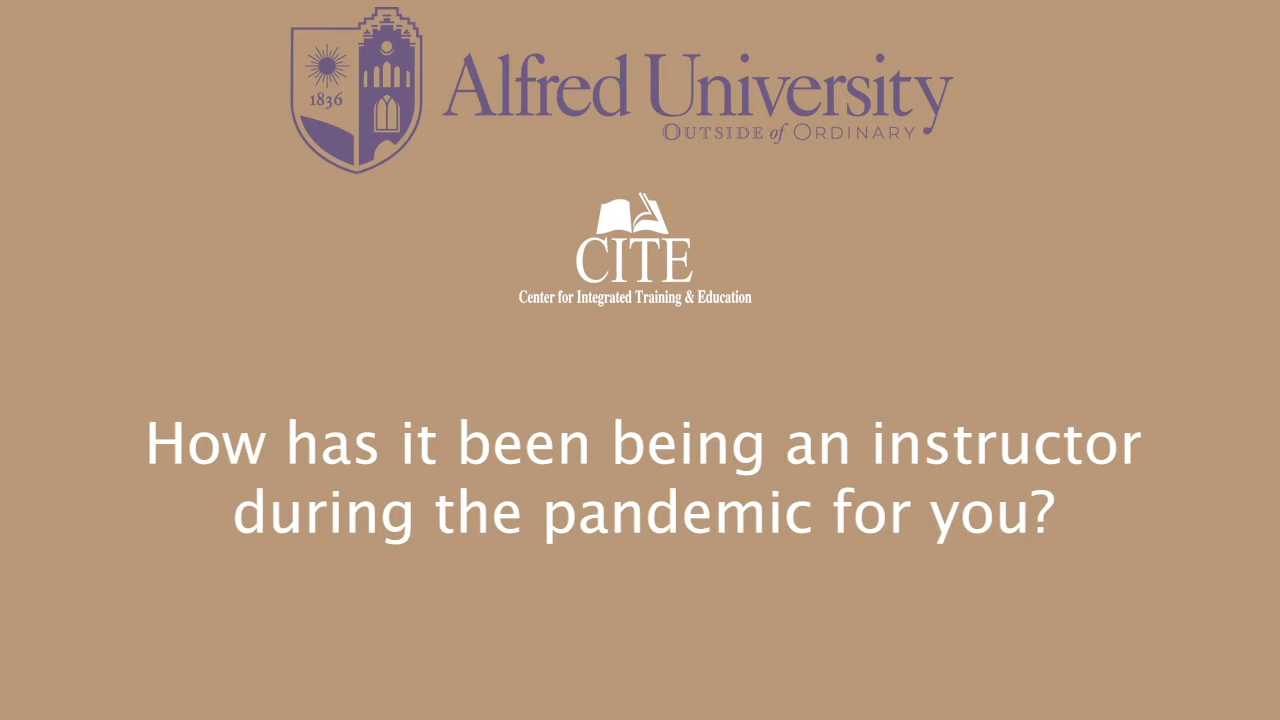 1836
Alfred University
OUTSIDE of ORDINARY
CITE
Center for Integrated Training & Education
How has it been being an instructor
during the pandemic for you?